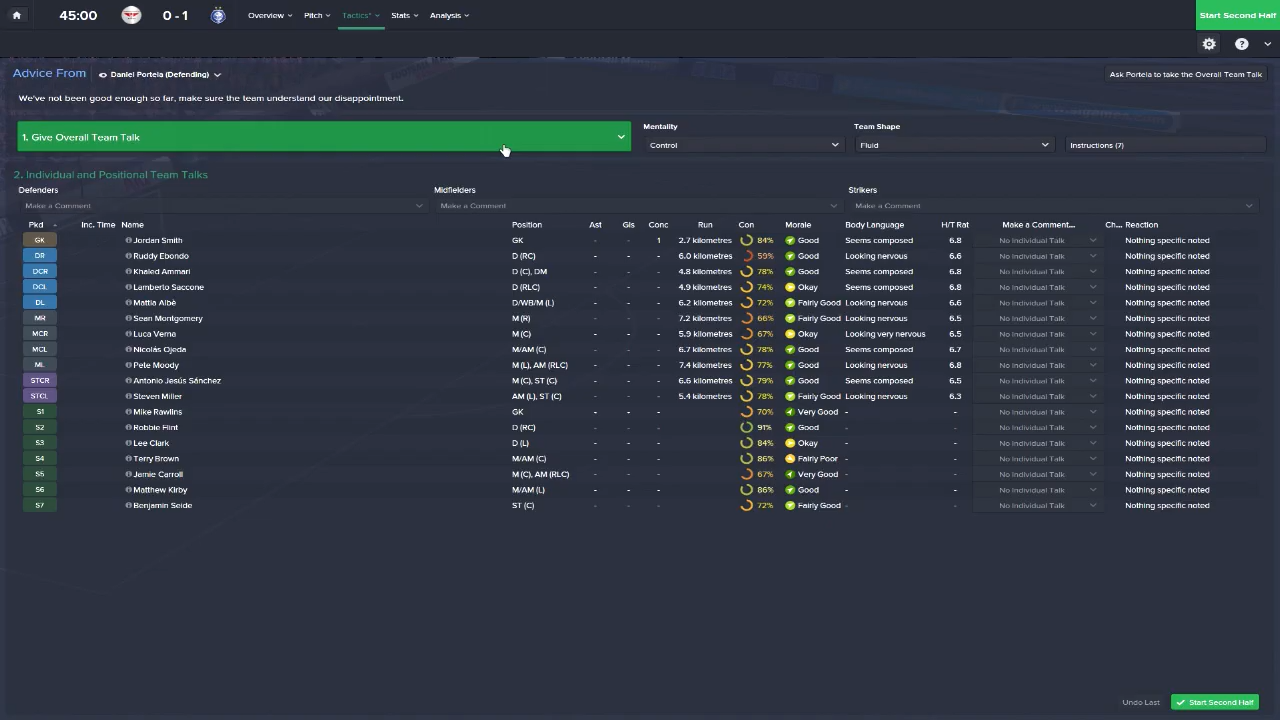 45:00 0 - 1 Overview Pitch Tactics* Stats Analysis Start Second Half
Advice From Daniel Portela (Defending) Ask Portela to take the Overall Team Talk
We've not been good enough so far, make sure the team understand our disappointment.
1. Give Overall Team Talk
Mentality Team Shape
Control Fluid Instructions (7)
2. Individual and Positional Team Talks
Defenders Midfielders Strikers
Make a Comment Make a Comment Make a Comment
Pkd Inc. Time Name Position Ast Gls Conc Run Con Morale Body Language H/T Rat Make a Comment... Ch... Reaction
GK Jordan Smith GK - - 1 2.7 kilometres 84% Good Seems composed 6.8 No Individual Talk Nothing specific noted
DR Ruddy Ebondo D (RC) - - - 6.0 kilometres 59% Good Looking nervous 6.6 No Individual Talk Nothing specific noted
DCR Khaled Ammari D (C), DM - - - 4.8 kilometres 78% Good Seems composed 6.8 No Individual Talk Nothing specific noted
DCL Lamberto Saccone D (RLC) - - - 4.9 kilometres 74% Okay Seems composed 6.8 No Individual Talk Nothing specific noted
DL Mattia Albè D/WB/M (L) - - - 6.2 kilometres 72% Fairly Good Looking nervous 6.6 No Individual Talk Nothing specific noted
MR Sean Montgomery M (R) - - - 7.2 kilometres 66% Fairly Good Looking nervous 6.5 No Individual Talk Nothing specific noted
MCR Luca Verna M (C) - - - 5.9 kilometres 67% Okay Looking very nervous 6.5 No Individual Talk Nothing specific noted
MCL Nicolás Ojeda M/AM (C) - - - 6.7 kilometres 78% Good Seems composed 6.7 No Individual Talk Nothing specific noted
ML Pete Moody M (L), AM (RLC) - - - 7.4 kilometres 77% Good Looking nervous 6.8 No Individual Talk Nothing specific noted
STCR Antonio Jesús Sánchez M (C), ST (C) - - - 6.6 kilometres 79% Good Seems composed 6.5 No Individual Talk Nothing specific noted
STCL Steven Miller AM (L), ST (C) - - - 5.4 kilometres 78% Fairly Good Looking nervous 6.3 No Individual Talk Nothing specific noted
S1 Mike Rawlins GK - - - 70% Very Good - - No Individual Talk Nothing specific noted
S2 Robbie Flint D (RC) - - - 91% Good - - No Individual Talk Nothing specific noted
S3 Lee Clark D (L) - - - 84% Okay - - No Individual Talk Nothing specific noted
S4 Terry Brown M/AM (C) - - - 86% Fairly Poor - - No Individual Talk Nothing specific noted
S5 Jamie Carroll M (C), AM (RLC) - - - 67% Very Good - - No Individual Talk Nothing specific noted
S6 Matthew Kirby M/AM (L) - - - 86% Good - - No Individual Talk Nothing specific noted
S7 Benjamin Seide ST (C) - - - 72% Fairly Good - - No Individual Talk Nothing specific noted
Undo Last Start Second Half